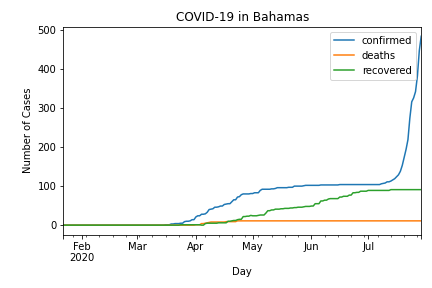 COVID-19 in Bahamas
500
400
300
200
100
0
Number of Cases
confirmed
deaths
recovered
Feb Mar Apr May Jun Jul
2020
Day